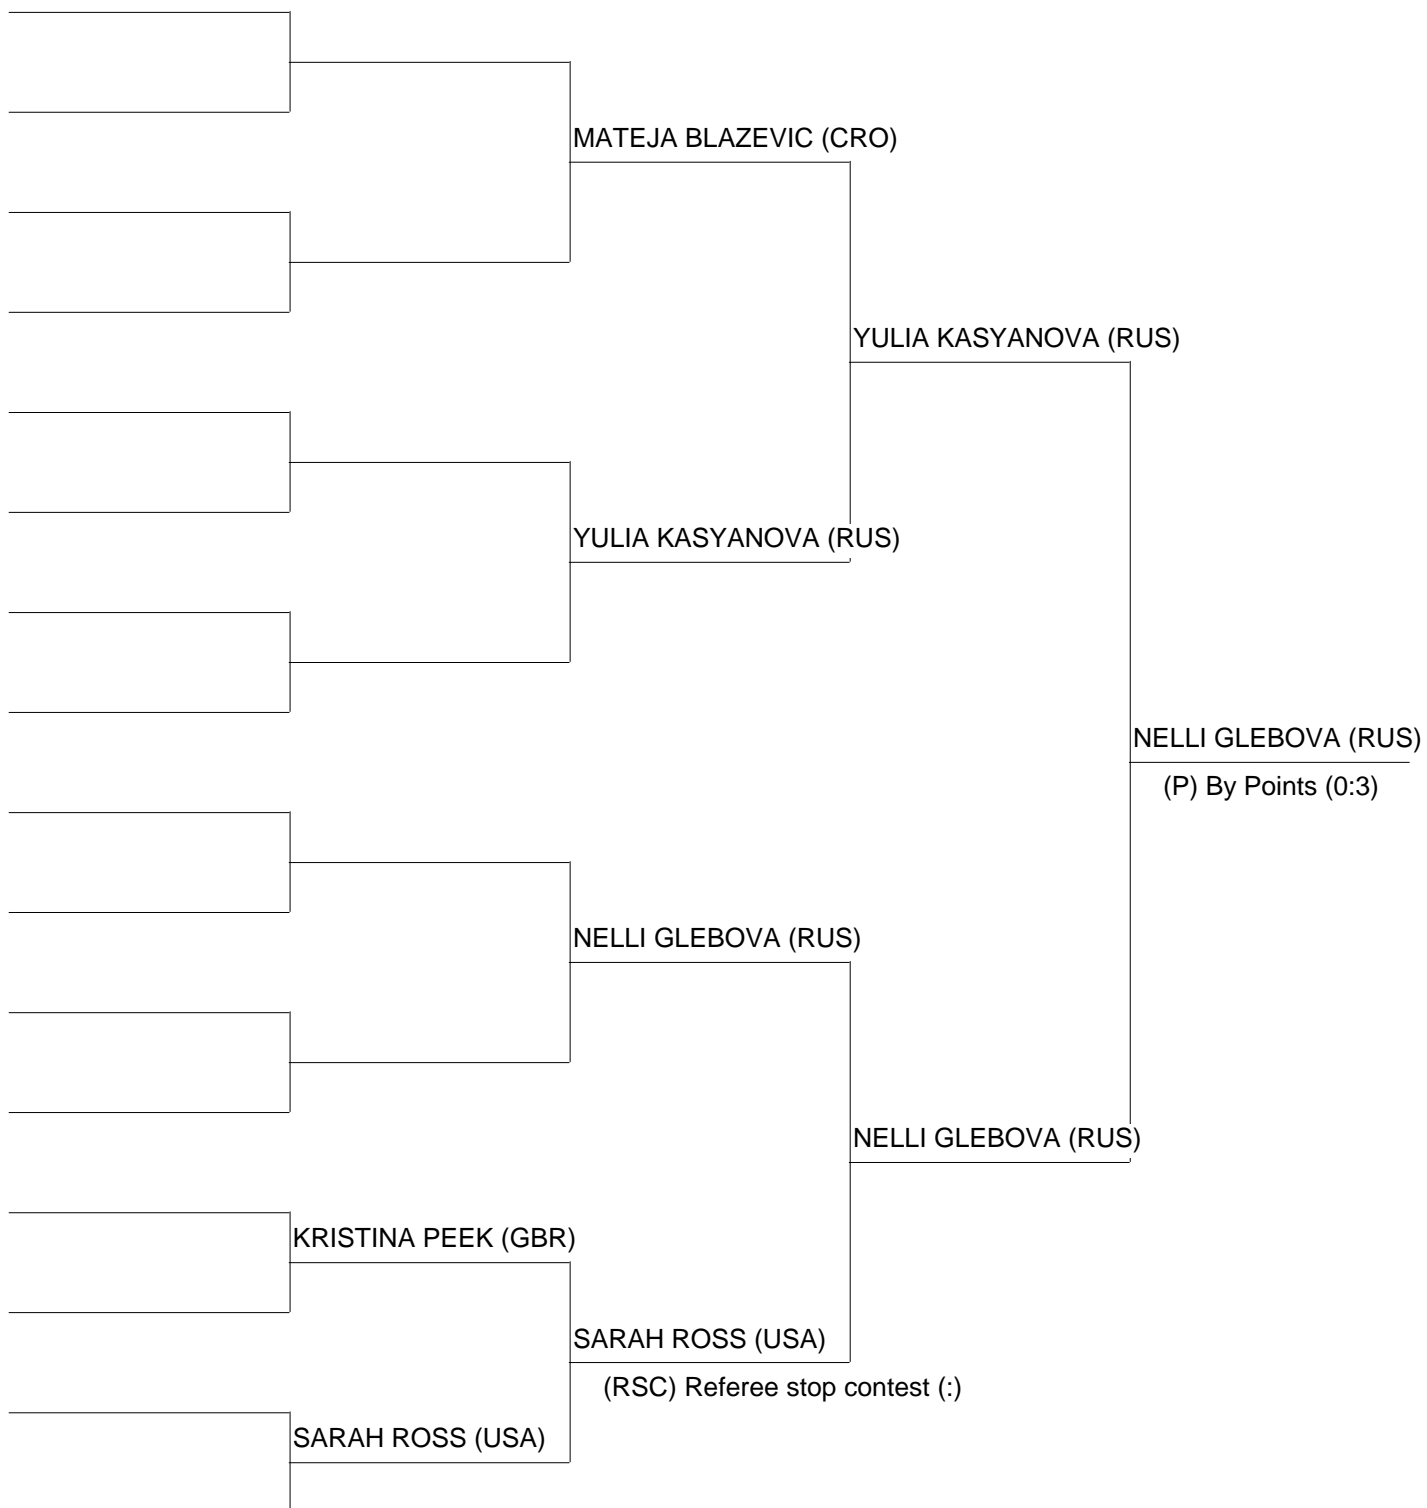 MATEJA BLAZEVIC (CRO)
YULIA KASYANOVA (RUS)
YULIA KASYANOVA (RUS)
NELLI GLEBOVA (RUS)
(P) By Points (0:3)
NELLI GLEBOVA (RUS)
NELLI GLEBOVA (RUS)
KRISTINA PEEK (GBR)
SARAH ROSS (USA)
(RSC) Referee stop contest (:)
SARAH ROSS (USA)